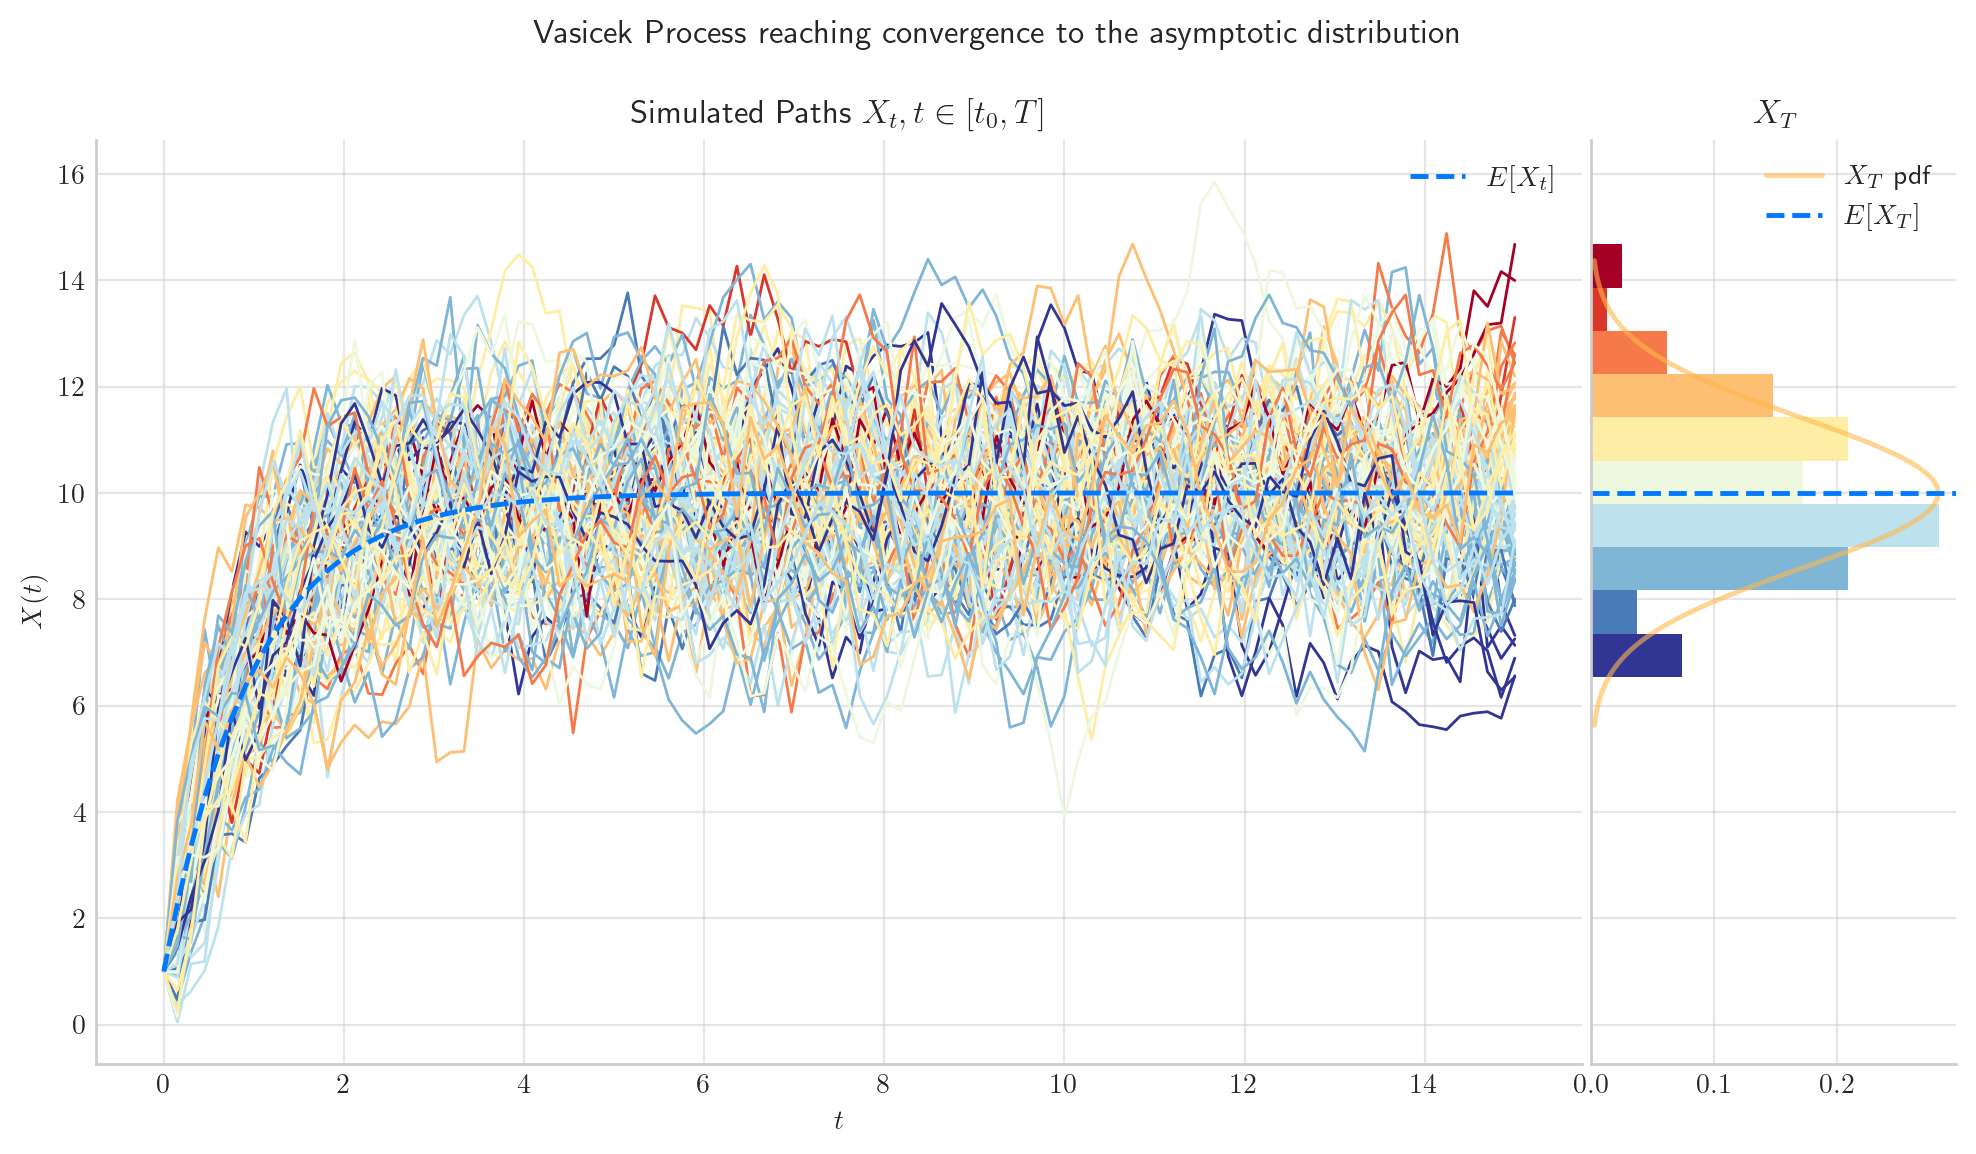 Vasicek Process reaching convergence to the asymptotic distribution
Simulated Paths $X_t, t \in [t_0, T]$
$X_T$
$E[X_t]$
$X_T$ pdf
$E[X_T]$
16
14
12
10
8
6
4
2
0
$X(t)$
0 2 4 6 8 10 12 14
0.0 0.1 0.2
$t$